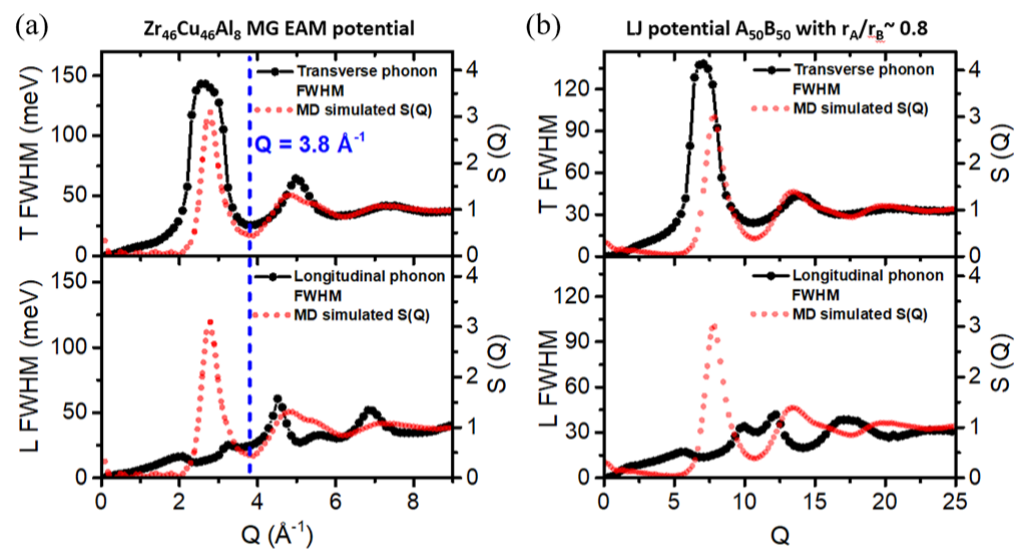 (a)
Zr46Cu46Al8 MG EAM potential
T FWHM (meV)
150
100
50
0
Transverse phonon
FWHM
MD simulated S(Q)
Q = 3.8 Å-1
4
3
2
1
0
S (Q)
L FWHM (meV)
150
100
50
0
Longitudinal phonon
FWHM
MD simulated S(Q)
4
3
2
1
0
S (Q)
0 2 4 6 8
Q (Å-1)
(b)
LJ potential A50B50 with rA/rB~ 0.8
T FWHM
120
90
60
30
0
Transverse phonon
FWHM
MD simulated S(Q)
4
3
2
1
0
S (Q)
L FWHM
120
90
60
30
0
Longitudinal phonon
FWHM
MD simulated S(Q)
4
3
2
1
0
S (Q)
0 5 10 15 20 25
Q